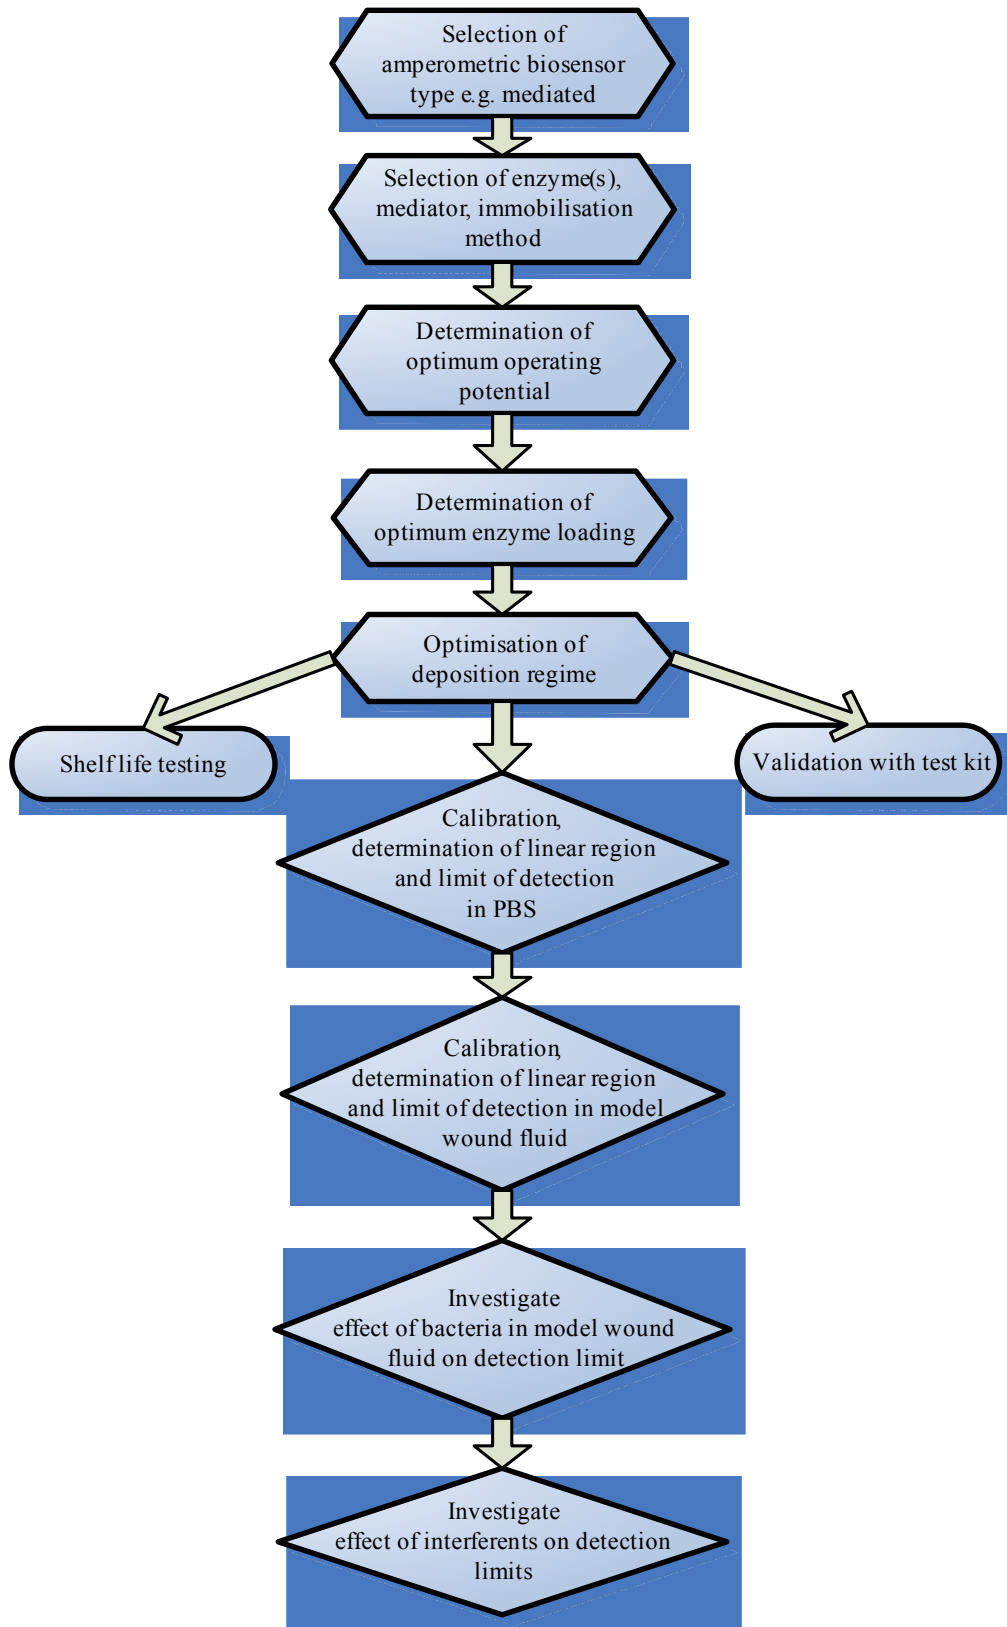 Selection of
amperometric biosensor
type e.g. mediated
Selection of enzyme(s),
mediator, immobilisation
method
Determination of
optimum operating
potential
Determination of
optimum enzyme loading
Optimisation of
deposition regime
Shelf life testing
Validation with test kit
Calibration,
determination of linear region
and limit of detection
in PBS
Calibration,
determination of linear region
and limit of detection in model
wound fluid
Investigate
effect of bacteria in model wound
fluid on detection limit
Investigate
effect of interferents on detection
limits